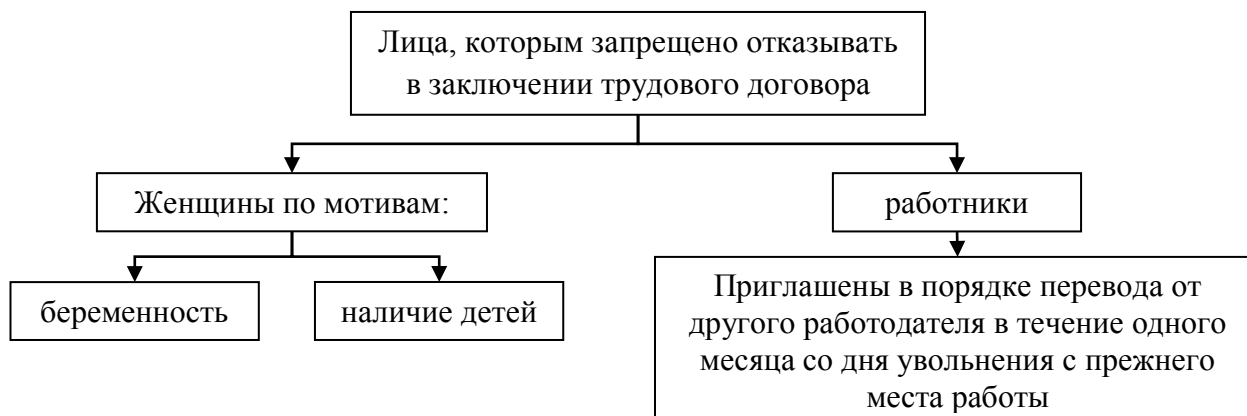 Лица, которым запрещено отказывать
в заключении трудового договора
Женщины по мотивам:
работники
беременность
наличие детей
Приглашены в порядке перевода от
другого работодателя в течение одного
месяца со дня увольнения с прежнего
места работы